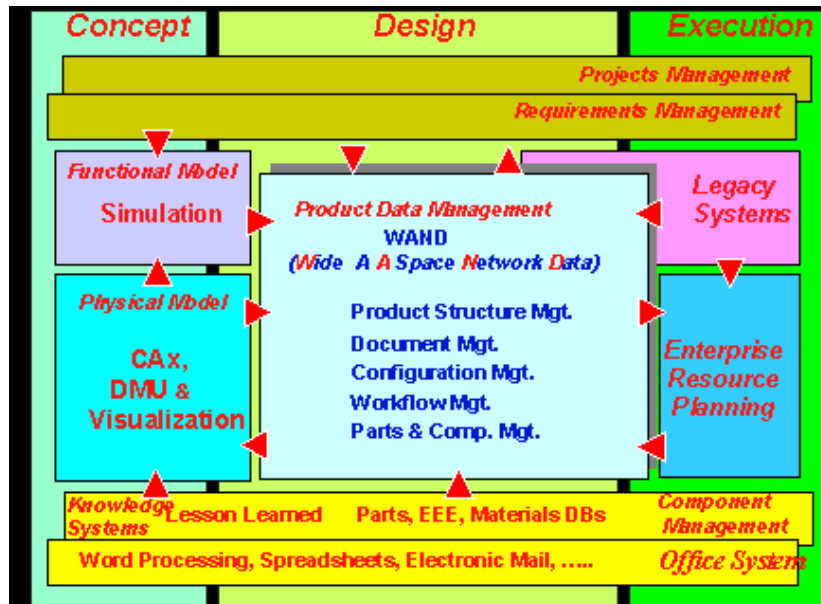 Concept
Design
Execution
Projects Management
Requirements Management
Functional Model
Simulation
Product Data Management
WAND
(Wide A A Space Network Data)
Product Structure Mgt.
Document Mgt.
Configuration Mgt.
Workflow Mgt.
Parts & Comp. Mgt.
Legacy
Systems
Physical Model
CAx,
DMU &
Visualization
Enterprise
Resource
Planning
Knowledge
Systems
Lesson Learned
Parts, EEE, Materials DBs
Component
Management
Word Processing, Spreadsheets, Electronic Mail, .....
Office System